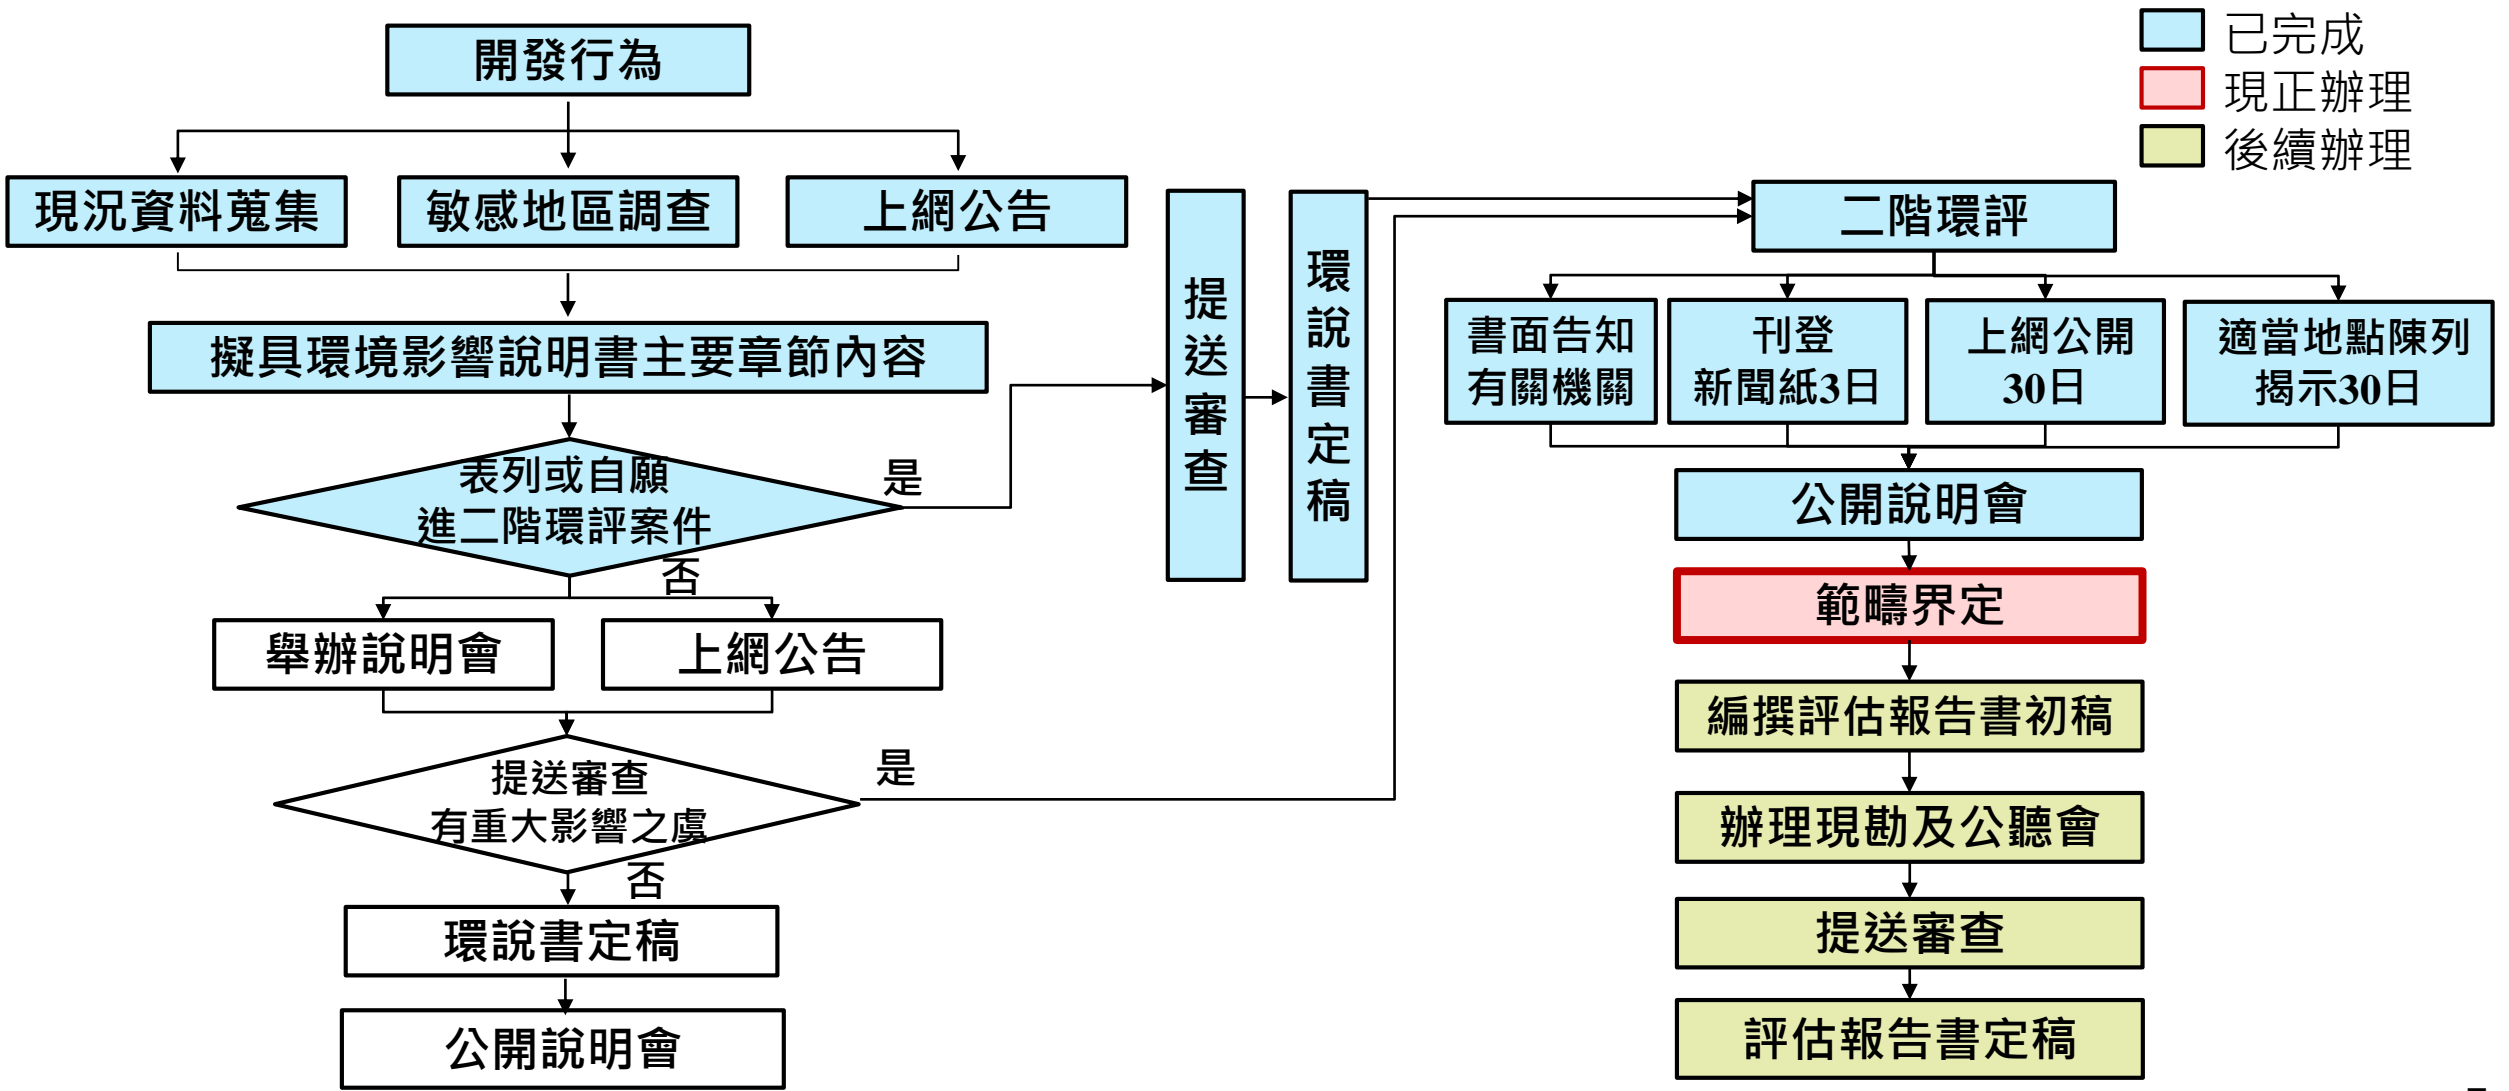 已完成
現正辦理
後續辦理
開發行為
現況資料蒐集
敏感地區調查
上網公告
擬具環境影響說明書主要章節內容
表列或自願
進二階環評案件
是
否
舉辦說明會
上網公告
提送審查
有重大影響之虞
是
否
環說書定稿
公開說明會
提送審查
環說書定稿
二階環評
書面告知
有關機關
刊登
新聞紙3日
上網公開
30日
適當地點陳列
揭示30日
公開說明會
範疇界定
編撰評估報告書初稿
辦理現勘及公聽會
提送審查
評估報告書定稿